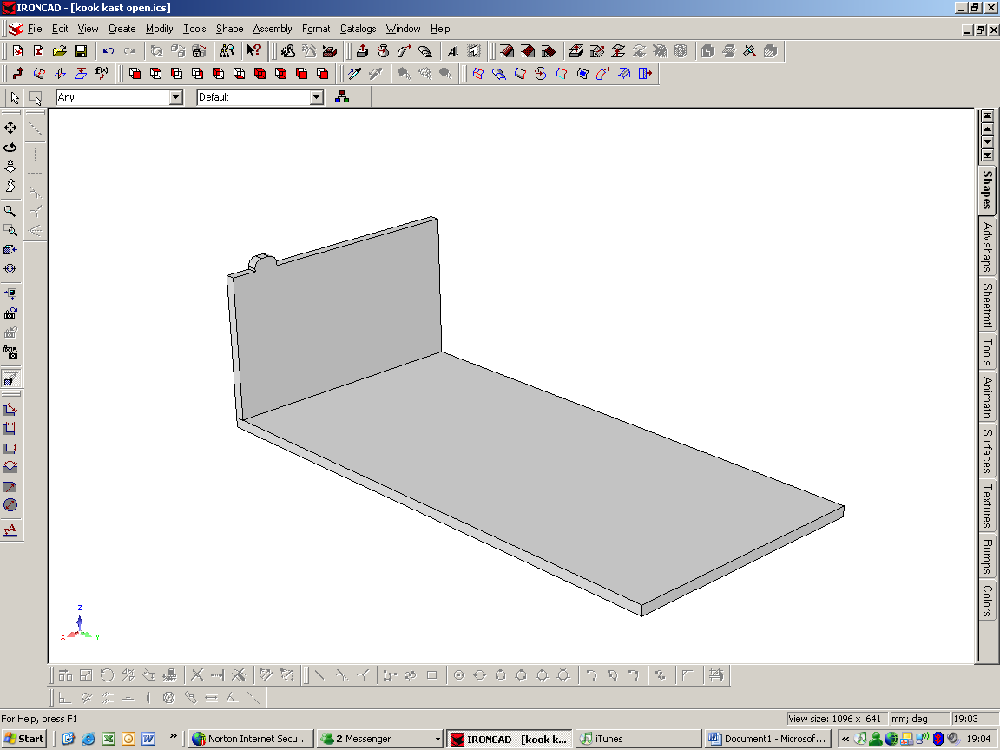 IRONCAD - [kook kast open.ics]
File Edit View Create Modify Tools Shape Assembly Format Catalogs Window Help
f(x)
Any Default
Shapes
Adv shaps
Sheetmtl
Tools
Animatn
Surfaces
Textures
Bumps
Colors
Z
X Y
For Help, press F1 View size: 1096 x 641 mm; deg 19:03
Start » Norton Internet Secu... 2 Messenger IRONCAD - [kook k... iTunes Document1 - Microsof... « 19:04